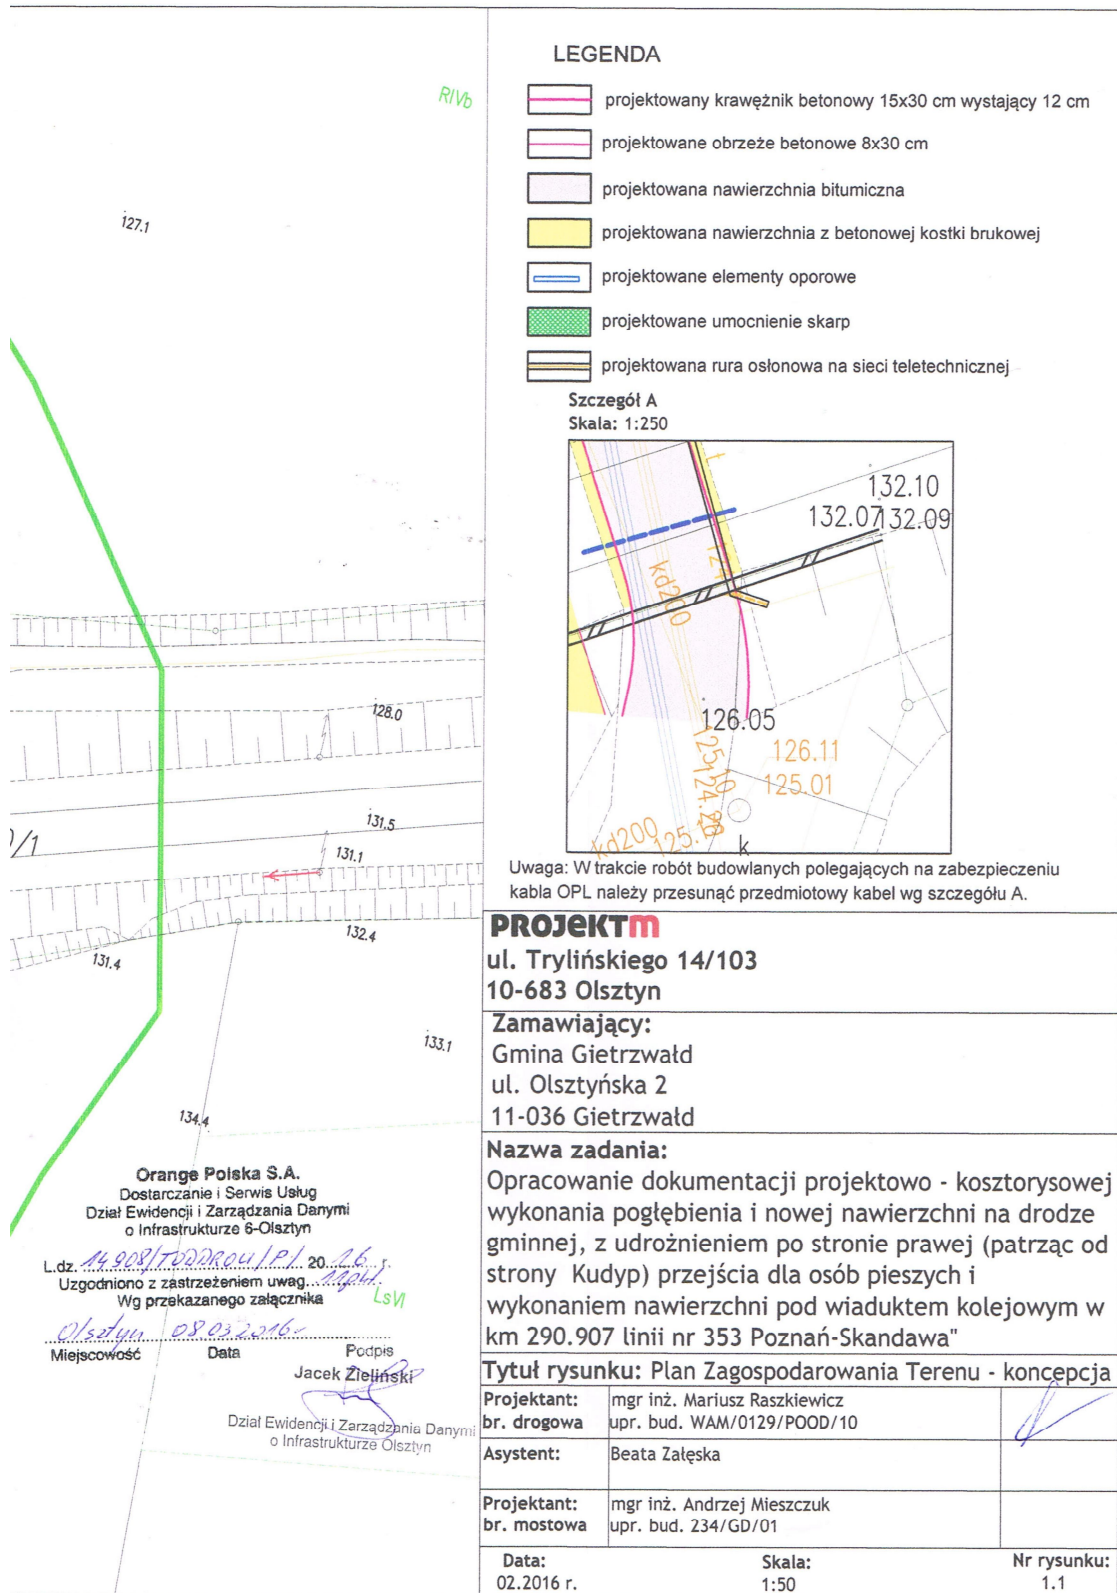 RIVb
127.1
128.0
131.5
131.1
132.4
131.4
133.1
134.4
)/1
Orange Polska S.A.
Dostarczanie i Serwis Usług
Dział Ewidencji i Zarządzania Danymi
o Infrastrukturze 6-Olsztyn
L.dz. 14908/TODDROU/P/ 2016 r.
Uzgodniono z zastrzeżeniem uwag
Wg przekazanego załącznika
LsVI
Olsztyn 08.03.2016
Miejscowość Data Podpis
Jacek Zieliński
Dział Ewidencji i Zarządzania Danymi
o Infrastrukturze Olsztyn
LEGENDA
projektowany krawężnik betonowy 15x30 cm wystający 12 cm
projektowane obrzeże betonowe 8x30 cm
projektowana nawierzchnia bitumiczna
projektowana nawierzchnia z betonowej kostki brukowej
projektowane elementy oporowe
projektowane umocnienie skarp
projektowana rura osłonowa na sieci teletechnicznej
Szczegół A
Skala: 1:250
t
132.10
132.07 132.09
124
kd200
126.05
126.11
125.10
125.01
kd200
k
Uwaga: W trakcie robót budowlanych polegających na zabezpieczeniu
kabla OPL należy przesunąć przedmiotowy kabel wg szczegółu A.
PROJEKTm
ul. Trylińskiego 14/103
10-683 Olsztyn
Zamawiający:
Gmina Gietrzwałd
ul. Olsztyńska 2
11-036 Gietrzwałd
Nazwa zadania:
Opracowanie dokumentacji projektowo - kosztorysowej
wykonania pogłębienia i nowej nawierzchni na drodze
gminnej, z udrożnieniem po stronie prawej (patrząc od
strony Kudyp) przejścia dla osób pieszych i
wykonaniem nawierzchni pod wiaduktem kolejowym w
km 290.907 linii nr 353 Poznań-Skandawa"
Tytuł rysunku: Plan Zagospodarowania Terenu - koncepcja
Projektant: mgr inż. Mariusz Raszkiewicz
br. drogowa upr. bud. WAM/0129/POOD/10
Asystent: Beata Załęska
Projektant: mgr inż. Andrzej Mieszczuk
br. mostowa upr. bud. 234/GD/01
Data: Skala: Nr rysunku:
02.2016 r. 1:50 1.1